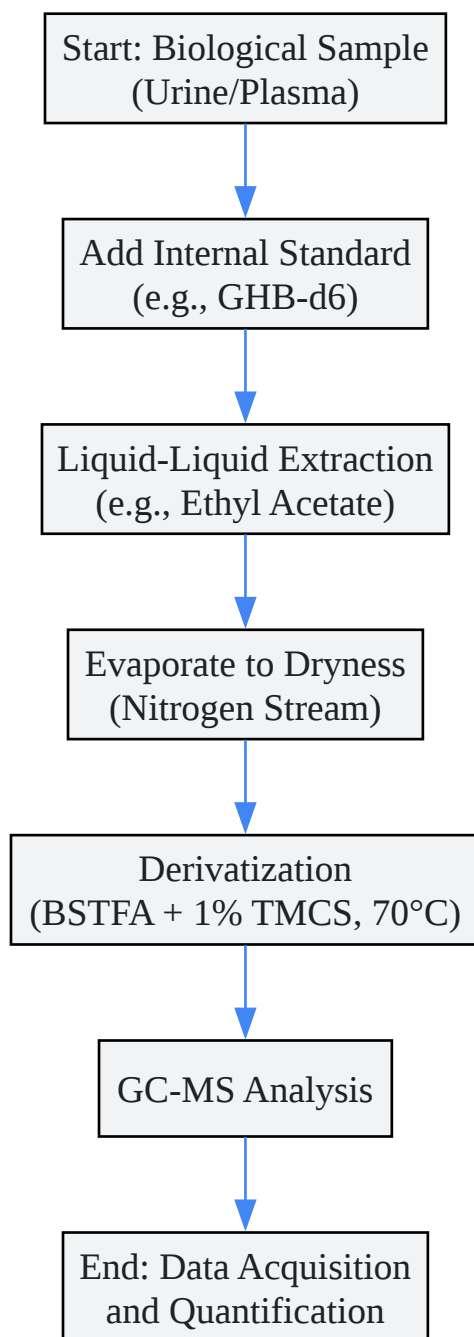 Start: Biological Sample
(Urine/Plasma)
Add Internal Standard
(e.g., GHB-d6)
Liquid-Liquid Extraction
(e.g., Ethyl Acetate)
Evaporate to Dryness
(Nitrogen Stream)
Derivatization
(BSTFA + 1% TMCS, 70°C)
GC-MS Analysis
End: Data Acquisition
and Quantification